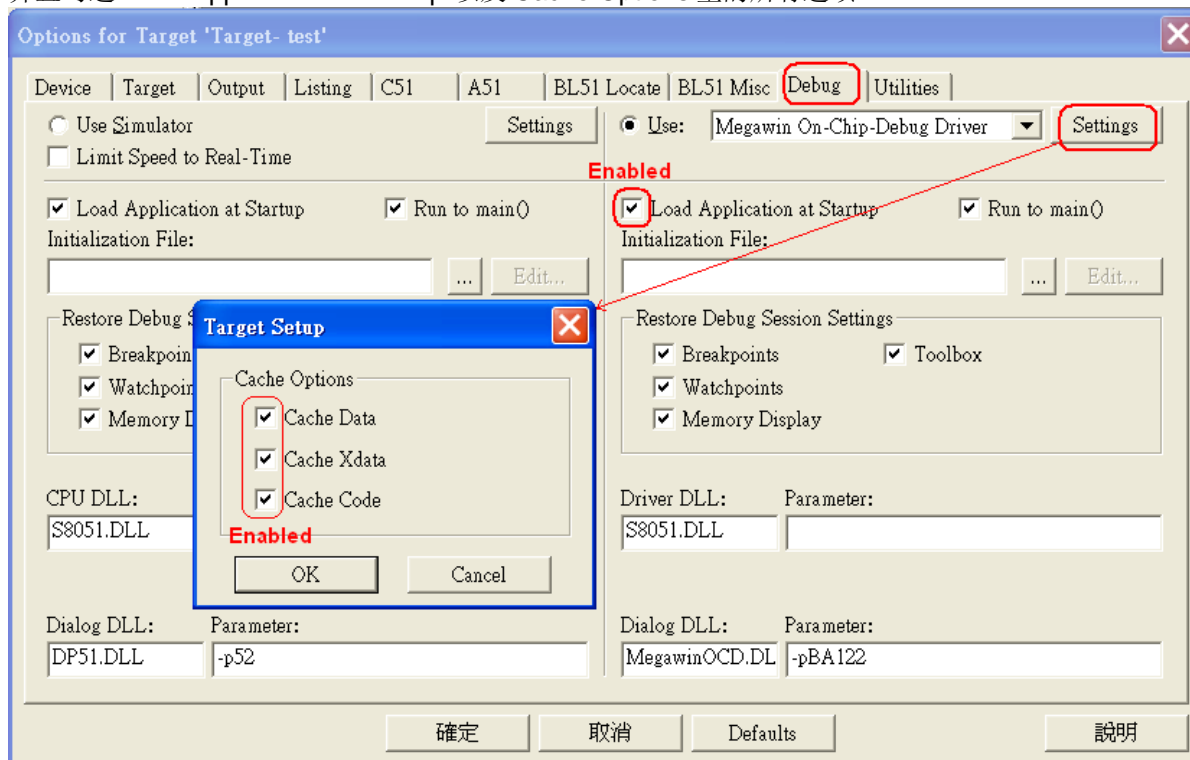 Options for Target 'Target- test'
Device Target Output Listing C51 A51 BL51 Locate BL51 Misc Debug Utilities
Use Simulator Settings
Limit Speed to Real-Time
Use: Megawin On-Chip-Debug Driver Settings
Enabled
Load Application at Startup Run to main()
Initialization File:
... Edit...
Load Application at Startup Run to main()
Initialization File:
... Edit...
Restore Debug
Breakpoin
Watchpoin
Memory
Target Setup
Cache Options
Cache Data
Cache Xdata
Cache Code
Enabled
OK Cancel
Restore Debug Session Settings
Breakpoints Toolbox
Watchpoints
Memory Display
CPU DLL:
S8051.DLL
Driver DLL: Parameter:
S8051.DLL
Dialog DLL: Parameter:
DP51.DLL -p52
Dialog DLL: Parameter:
MegawinOCD.DL -pBA122
確定 取消 Defaults 說明